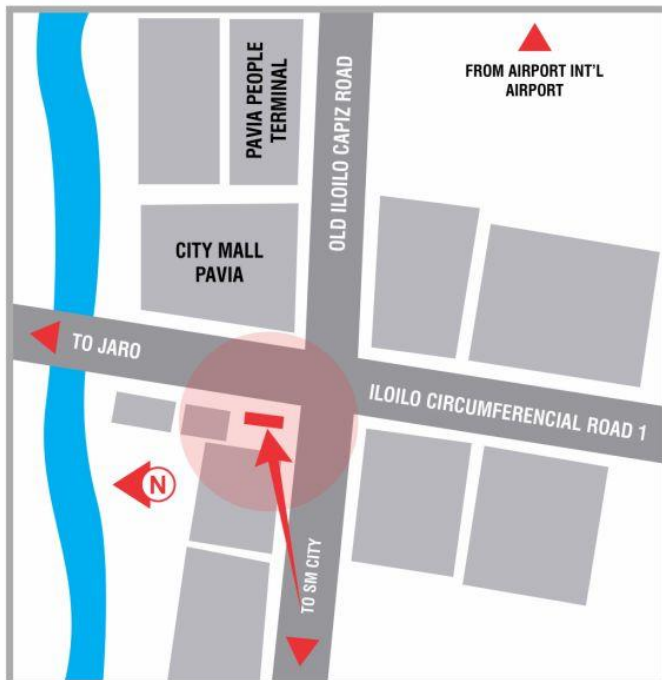 PAVIA PEOPLE
TERMINAL
OLD ILOILO CAPIZ ROAD
FROM AIRPORT INT'L
AIRPORT
CITY MALL
PAVIA
TO JARO
ILOILO CIRCUMFERENCIAL ROAD 1
N
TO SM CITY